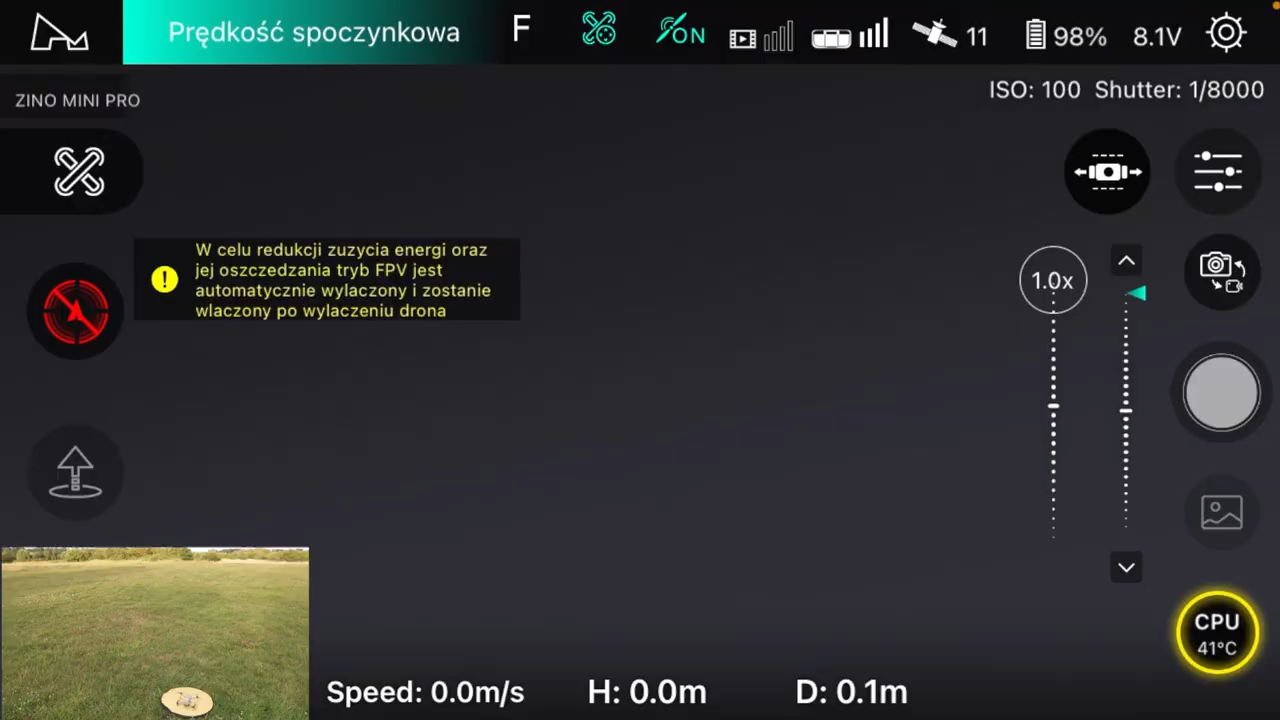 Prędkość spoczynkowa
F
ON
11
98%
8.1V
ZINO MINI PRO
ISO: 100 Shutter: 1/8000
W celu redukcji zuzycia energi oraz
jej oszczedzania tryb FPV jest
automatycznie wylaczony i zostanie
wlaczony po wylaczeniu drona
1.0x
CPU
41°C
Speed: 0.0m/s
H: 0.0m
D: 0.1m